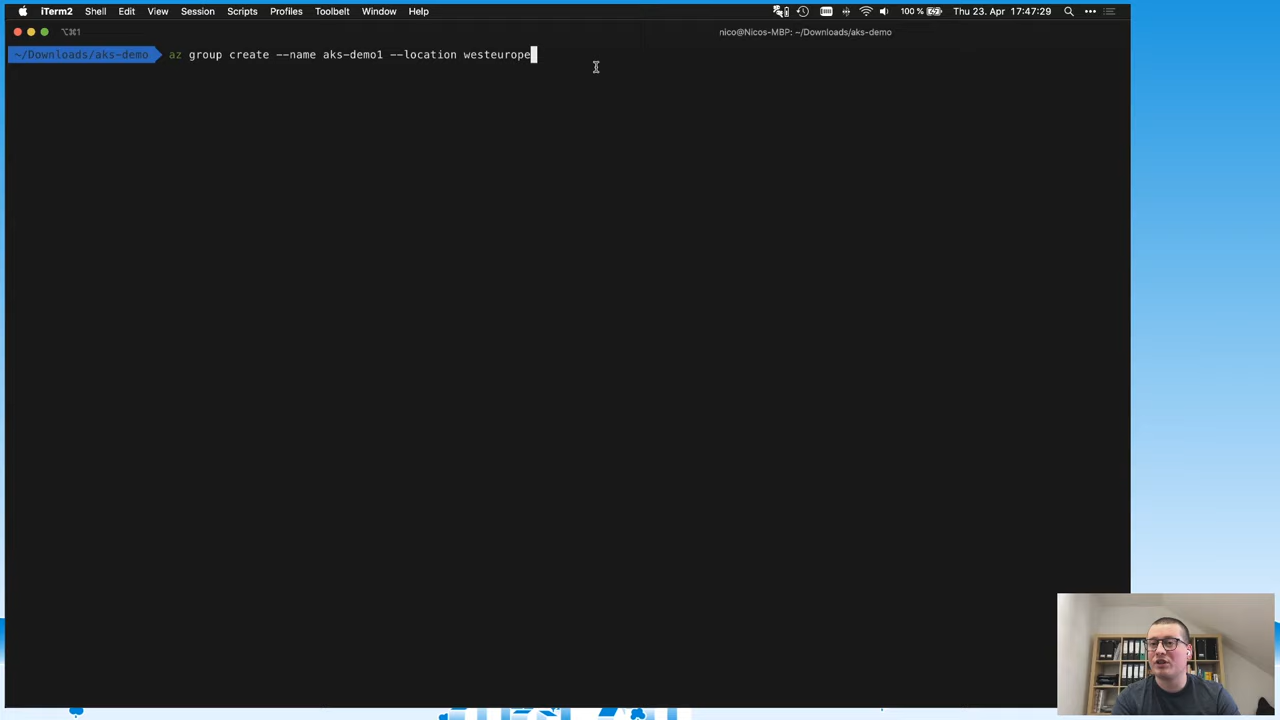 iTerm2 Shell Edit View Session Scripts Profiles Toolbelt Window Help 100 % Thu 23. Apr 17:47:29
⌥⌘1 nico@Nicos-MBP: ~/Downloads/aks-demo
~/Downloads/aks-demo az group create --name aks-demo1 --location westeurope